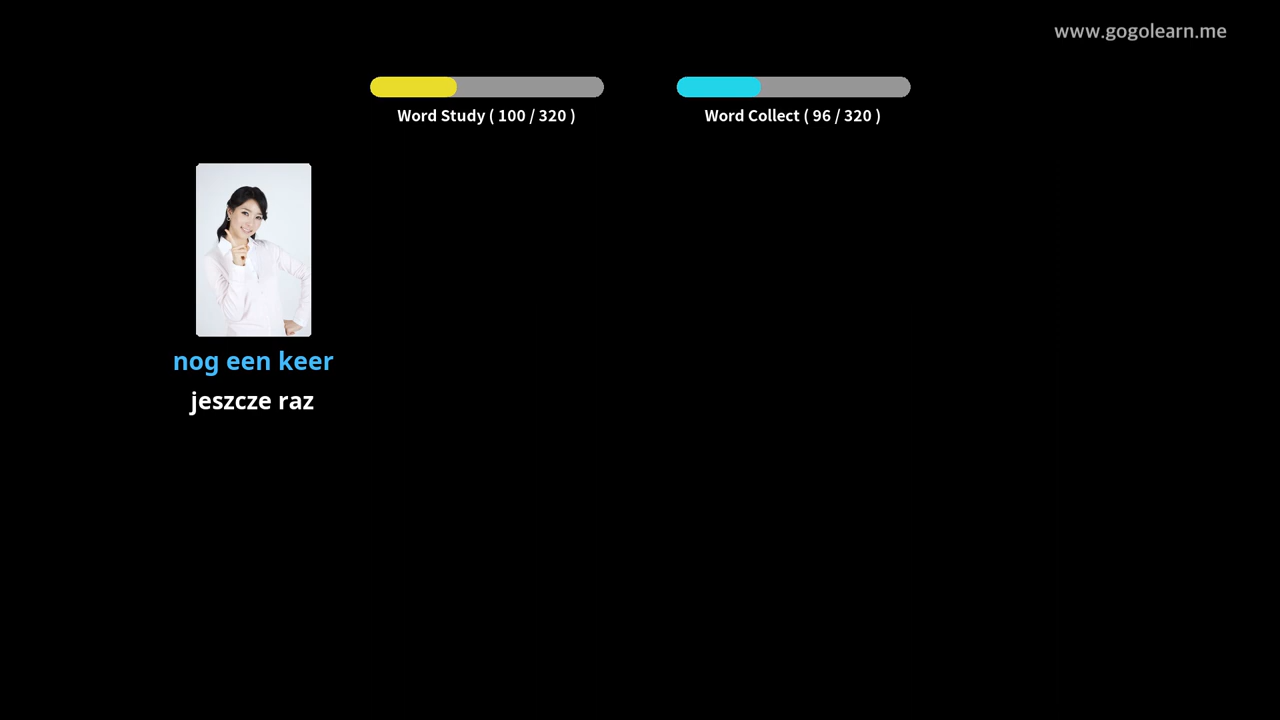 www.gogolearn.me
Word Study ( 100 / 320 )
Word Collect ( 96 / 320 )
nog een keer
jeszcze raz